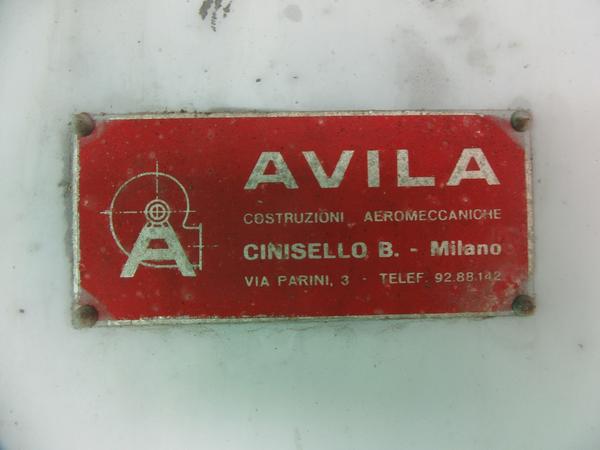 AVILA
COSTRUZIONI AEROMECCANICHE
CINISELLO B. - Milano
VIA PARINI, 3 - TELEF. 92.88.142
A